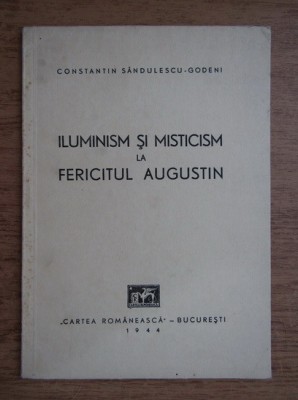 CONSTANTIN SĂNDULESCU-GODENI
ILUMINISM ŞI MISTICISM
LA
FERICITUL AUGUSTIN
„CARTEA ROMÂNEASCĂ” – BUCUREŞTI
1944